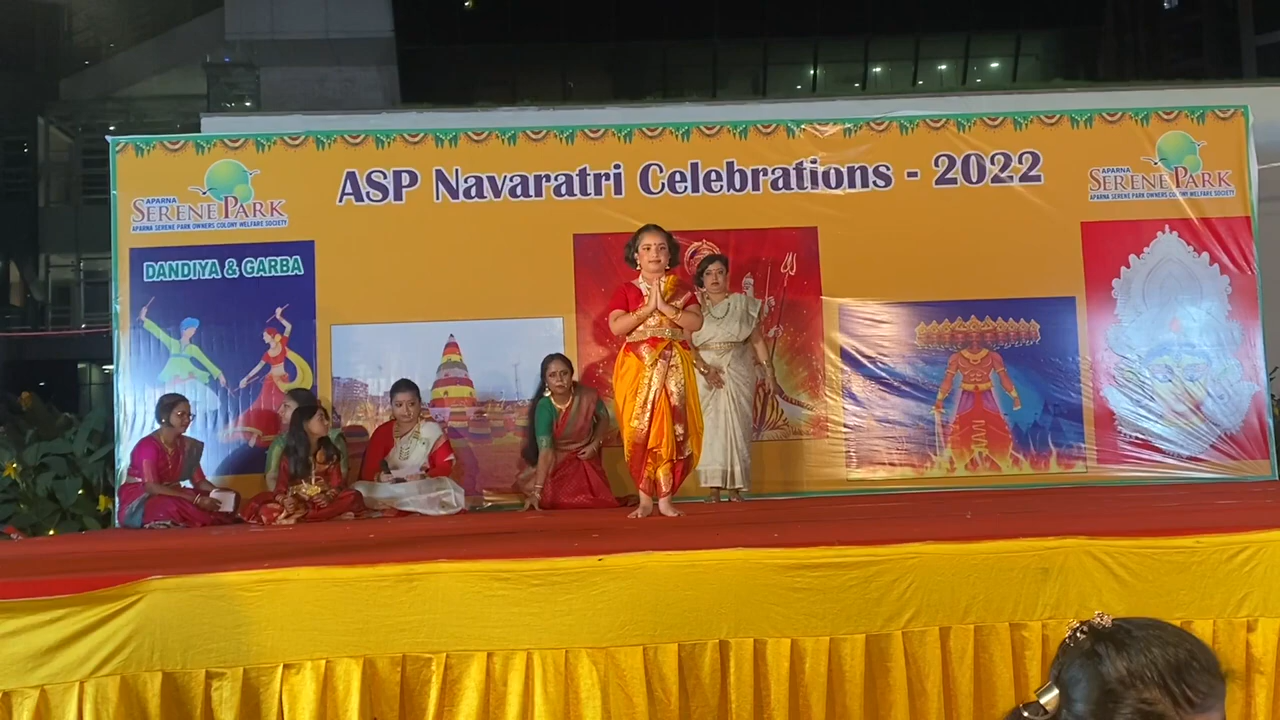 ASP Navaratri Celebrations - 2022
APARNA
SERENE PARK
APARNA SERENE PARK OWNERS COLONY WELFARE SOCIETY
APARNA
SERENE PARK
APARNA SERENE PARK OWNERS COLONY WELFARE SOCIETY
DANDIYA & GARBA